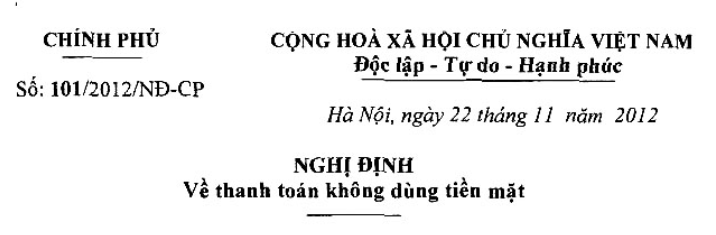 CHÍNH PHỦ
CỘNG HOÀ XÃ HỘI CHỦ NGHĨA VIỆT NAM
Độc lập - Tự do - Hạnh phúc
Số: 101/2012/NĐ-CP
Hà Nội, ngày 22 tháng 11 năm 2012
NGHỊ ĐỊNH
Về thanh toán không dùng tiền mặt